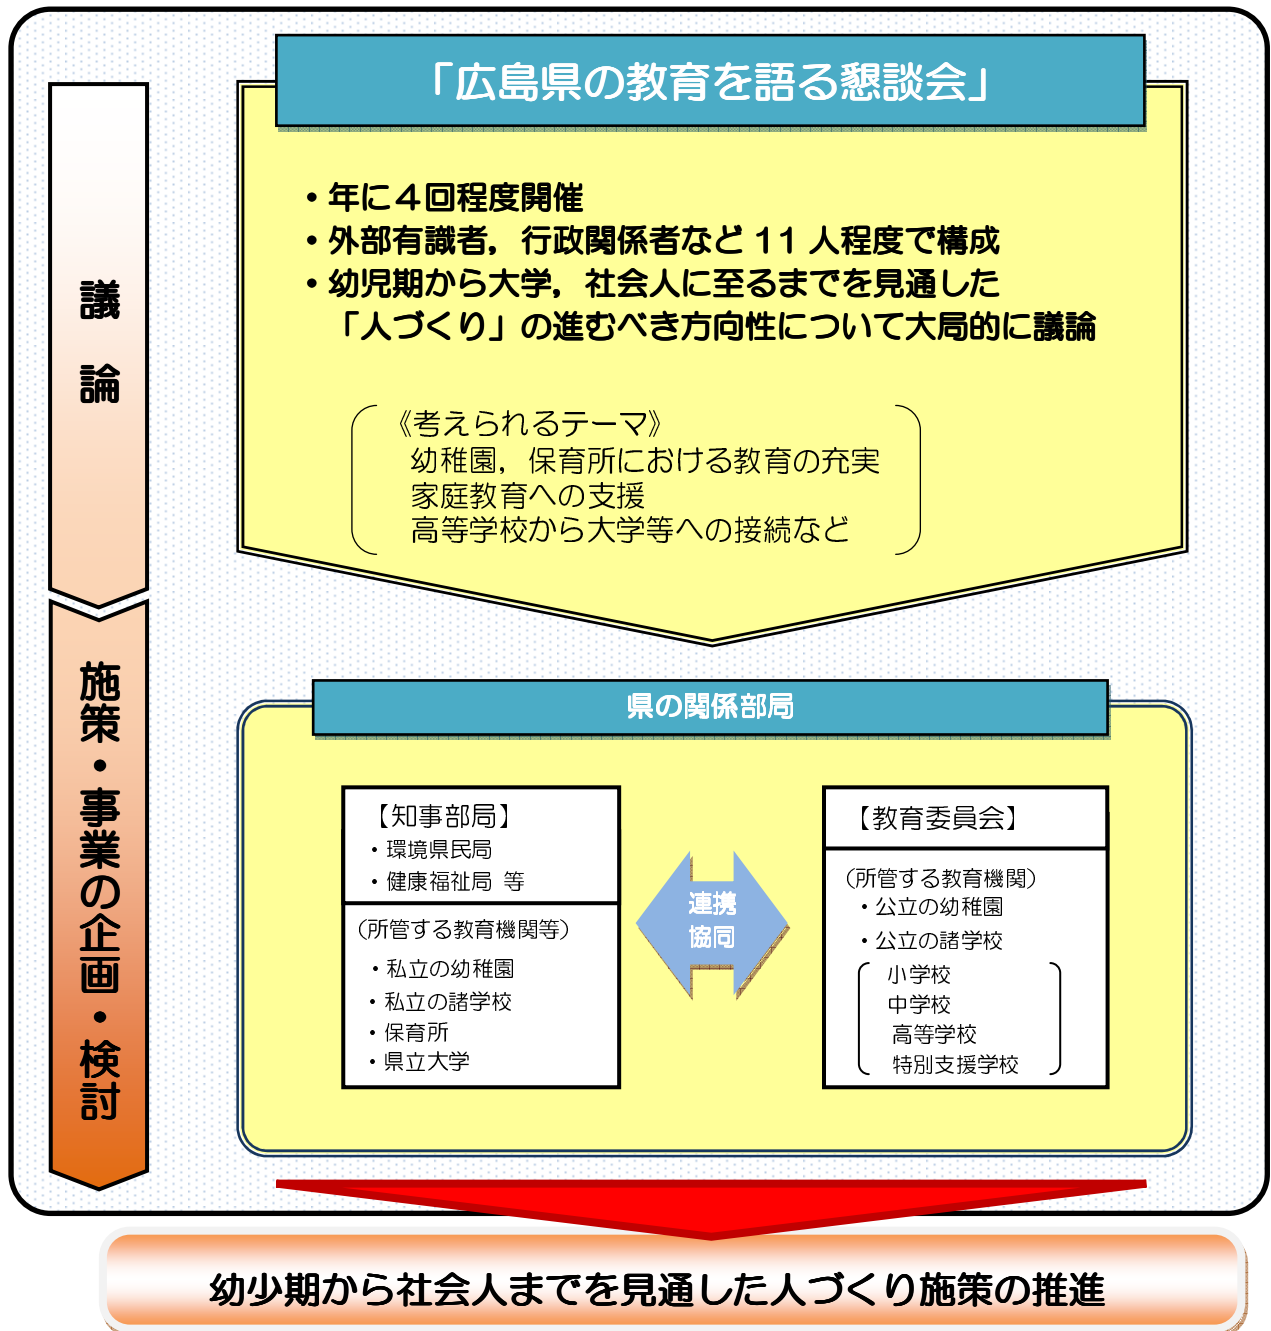 「広島県の教育を語る懇談会」
議論
・年に４回程度開催
・外部有識者，行政関係者など 11 人程度で構成
・幼児期から大学，社会人に至るまでを見通した
「人づくり」の進むべき方向性について大局的に議論
《考えられるテーマ》
幼稚園，保育所における教育の充実
家庭教育への支援
高等学校から大学等への接続など
施策・事業の企画・検討
県の関係部局
【知事部局】
・環境県民局
・健康福祉局 等
（所管する教育機関等）
・私立の幼稚園
・私立の諸学校
・保育所
・県立大学
連携
協同
【教育委員会】
（所管する教育機関）
・公立の幼稚園
・公立の諸学校
小学校
中学校
高等学校
特別支援学校
幼少期から社会人までを見通した人づくり施策の推進